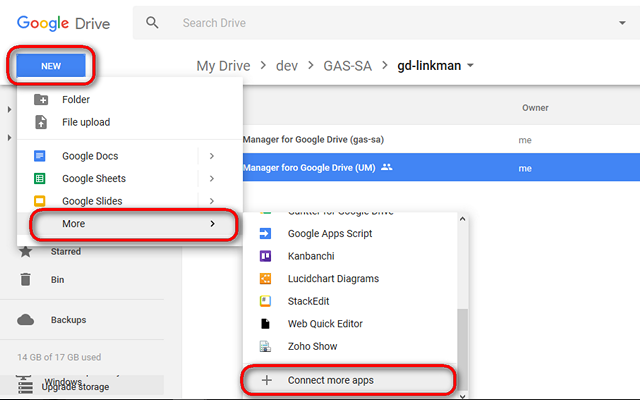 Google Drive
Search Drive
NEW
My Drive > dev > GAS-SA > gd-linkman
Folder
File upload
Google Docs
Google Sheets
Google Slides
More
Owner
Manager for Google Drive (gas-sa)
me
Manager foro Google Drive (UM)
me
Starred
Bin
Backups
14 GB of 17 GB used
Upgrade storage
Windows
Gantter for Google Drive
Google Apps Script
Kanbanchi
Lucidchart Diagrams
StackEdit
Web Quick Editor
Zoho Show
Connect more apps